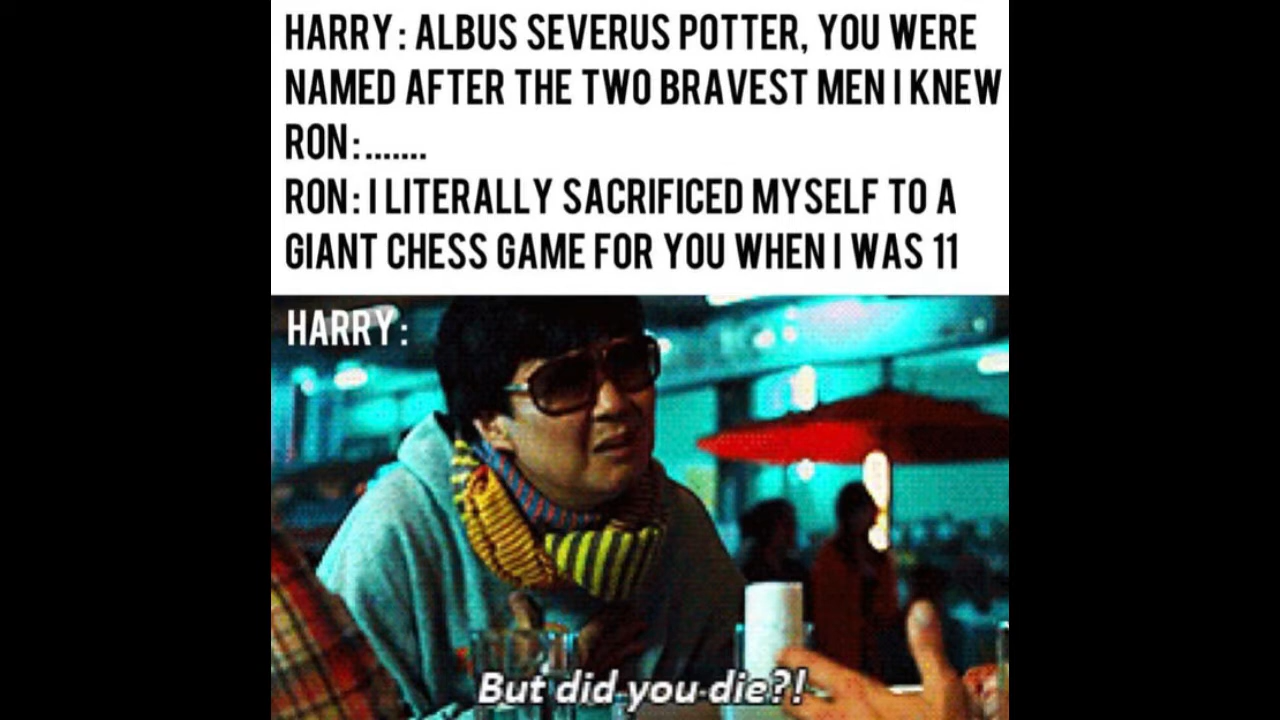 HARRY: ALBUS SEVERUS POTTER, YOU WERE
NAMED AFTER THE TWO BRAVEST MEN I KNEW
RON:.......
RON: I LITERALLY SACRIFICED MYSELF TO A
GIANT CHESS GAME FOR YOU WHEN I WAS 11
HARRY:
But did you die?!